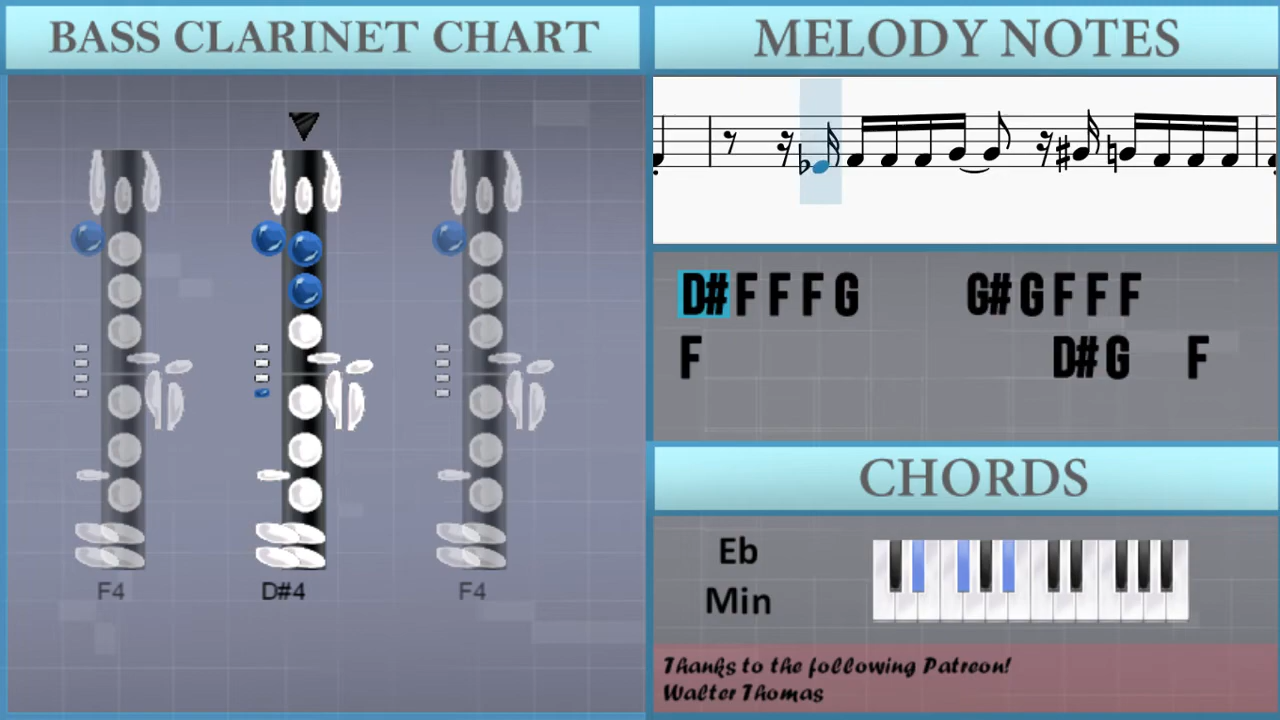 BASS CLARINET CHART
F4
D#4
F4
MELODY NOTES
D# F F F G G# G F F F
F D# G F
CHORDS
Eb
Min
Thanks to the following Patreon!
Walter Thomas